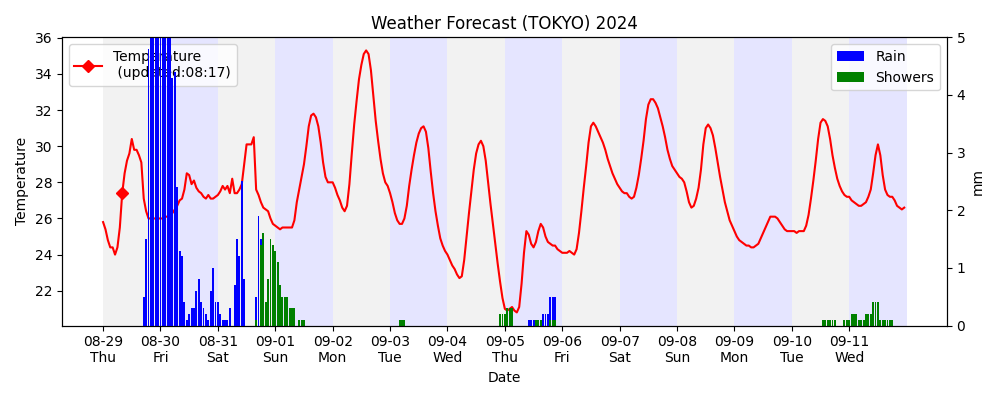 Weather Forecast (TOKYO) 2024
36
34
32
30
28
26
24
22
Temperature
Temperature
(updated:08:17)
Rain
Showers
5
4
3
2
1
0
mm
08-29 08-30 08-31 09-01 09-02 09-03 09-04 09-05 09-06 09-07 09-08 09-09 09-10 09-11
Thu Fri Sat Sun Mon Tue Wed Thu Fri Sat Sun Mon Tue Wed
Date